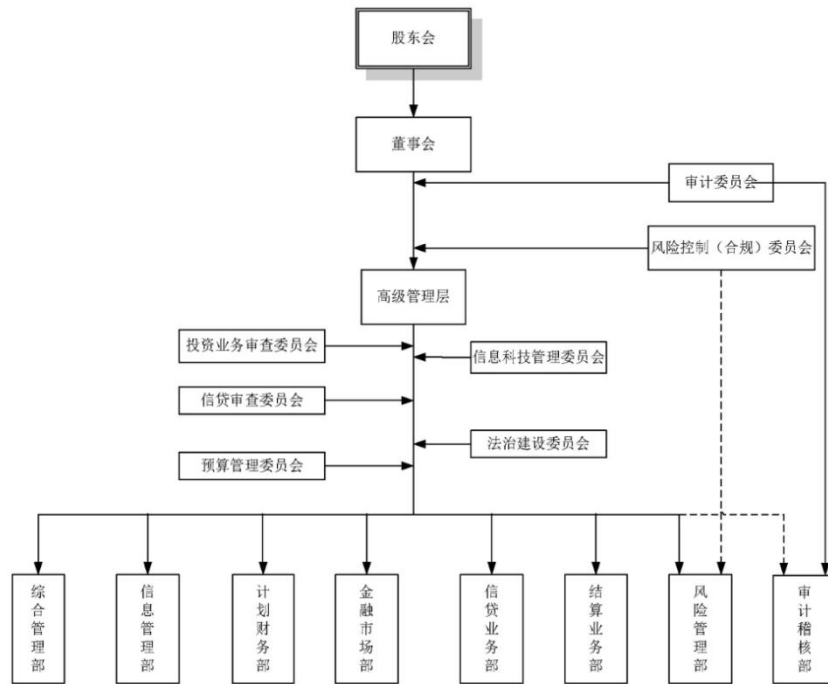 股东会
董事会
审计委员会
风险控制（合规）委员会
高级管理层
投资业务审查委员会
信息科技管理委员会
信贷审查委员会
法治建设委员会
预算管理委员会
综合管理部
信息管理部
计划财务部
金融市场部
信贷业务部
结算业务部
风险管理部
审计稽核部